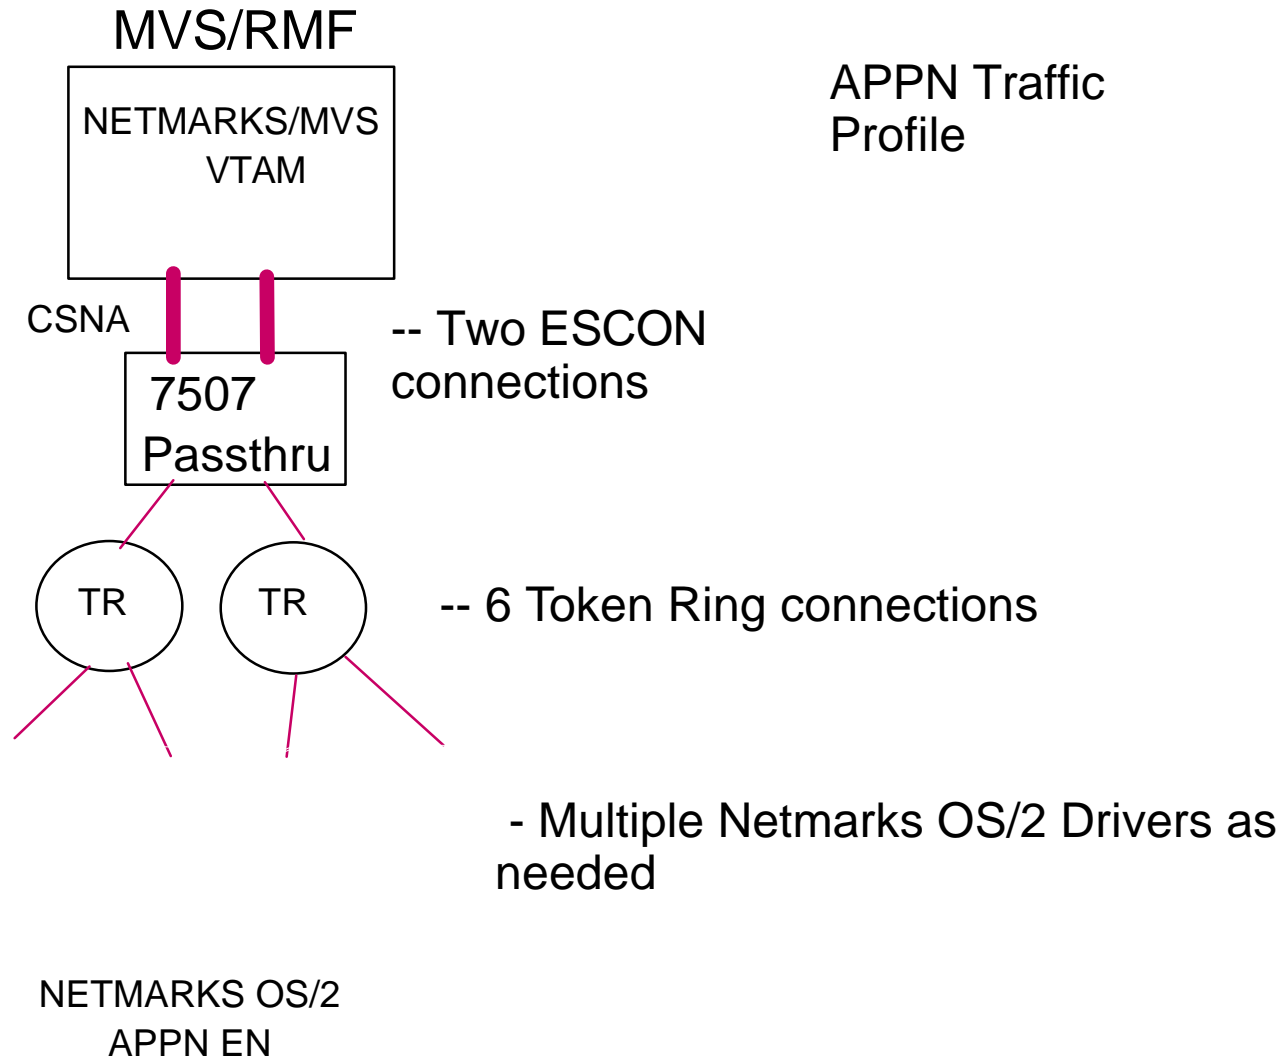 MVS/RMF
APPN Traffic
Profile
NETMARKS/MVS
VTAM
CSNA
-- Two ESCON
connections
7507
Passthru
TR
TR
-- 6 Token Ring connections
- Multiple Netmarks OS/2 Drivers as
needed
NETMARKS OS/2
APPN EN